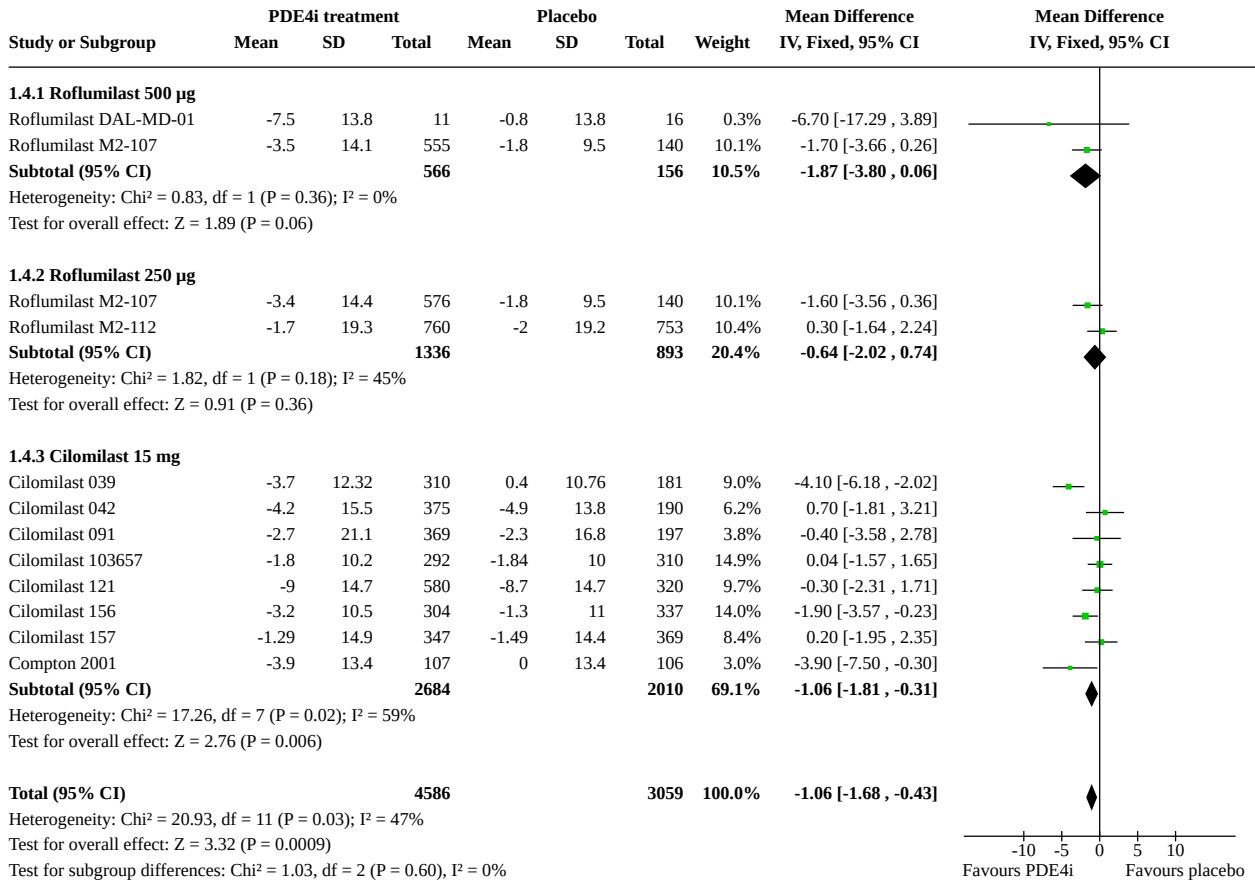 PDE4i treatment Placebo Mean Difference Mean Difference
Study or Subgroup Mean SD Total Mean SD Total Weight IV, Fixed, 95% CI IV, Fixed, 95% CI
1.4.1 Roflumilast 500 µg
Roflumilast DAL-MD-01 -7.5 13.8 11 -0.8 13.8 16 0.3% -6.70 [-17.29 , 3.89]
Roflumilast M2-107 -3.5 14.1 555 -1.8 9.5 140 10.1% -1.70 [-3.66 , 0.26]
Subtotal (95% CI) 566 156 10.5% -1.87 [-3.80 , 0.06]
Heterogeneity: Chi² = 0.83, df = 1 (P = 0.36); I² = 0%
Test for overall effect: Z = 1.89 (P = 0.06)
1.4.2 Roflumilast 250 µg
Roflumilast M2-107 -3.4 14.4 576 -1.8 9.5 140 10.1% -1.60 [-3.56 , 0.36]
Roflumilast M2-112 -1.7 19.3 760 -2 19.2 753 10.4% 0.30 [-1.64 , 2.24]
Subtotal (95% CI) 1336 893 20.4% -0.64 [-2.02 , 0.74]
Heterogeneity: Chi² = 1.82, df = 1 (P = 0.18); I² = 45%
Test for overall effect: Z = 0.91 (P = 0.36)
1.4.3 Cilomilast 15 mg
Cilomilast 039 -3.7 12.32 310 0.4 10.76 181 9.0% -4.10 [-6.18 , -2.02]
Cilomilast 042 -4.2 15.5 375 -4.9 13.8 190 6.2% 0.70 [-1.81 , 3.21]
Cilomilast 091 -2.7 21.1 369 -2.3 16.8 197 3.8% -0.40 [-3.58 , 2.78]
Cilomilast 103657 -1.8 10.2 292 -1.84 10 310 14.9% 0.04 [-1.57 , 1.65]
Cilomilast 121 -9 14.7 580 -8.7 14.7 320 9.7% -0.30 [-2.31 , 1.71]
Cilomilast 156 -3.2 10.5 304 -1.3 11 337 14.0% -1.90 [-3.57 , -0.23]
Cilomilast 157 -1.29 14.9 347 -1.49 14.4 369 8.4% 0.20 [-1.95 , 2.35]
Compton 2001 -3.9 13.4 107 0 13.4 106 3.0% -3.90 [-7.50 , -0.30]
Subtotal (95% CI) 2684 2010 69.1% -1.06 [-1.81 , -0.31]
Heterogeneity: Chi² = 17.26, df = 7 (P = 0.02); I² = 59%
Test for overall effect: Z = 2.76 (P = 0.006)
Total (95% CI) 4586 3059 100.0% -1.06 [-1.68 , -0.43]
Heterogeneity: Chi² = 20.93, df = 11 (P = 0.03); I² = 47%
Test for overall effect: Z = 3.32 (P = 0.0009) -10 -5 0 5 10
Test for subgroup differences: Chi² = 1.03, df = 2 (P = 0.60), I² = 0% Favours PDE4i Favours placebo